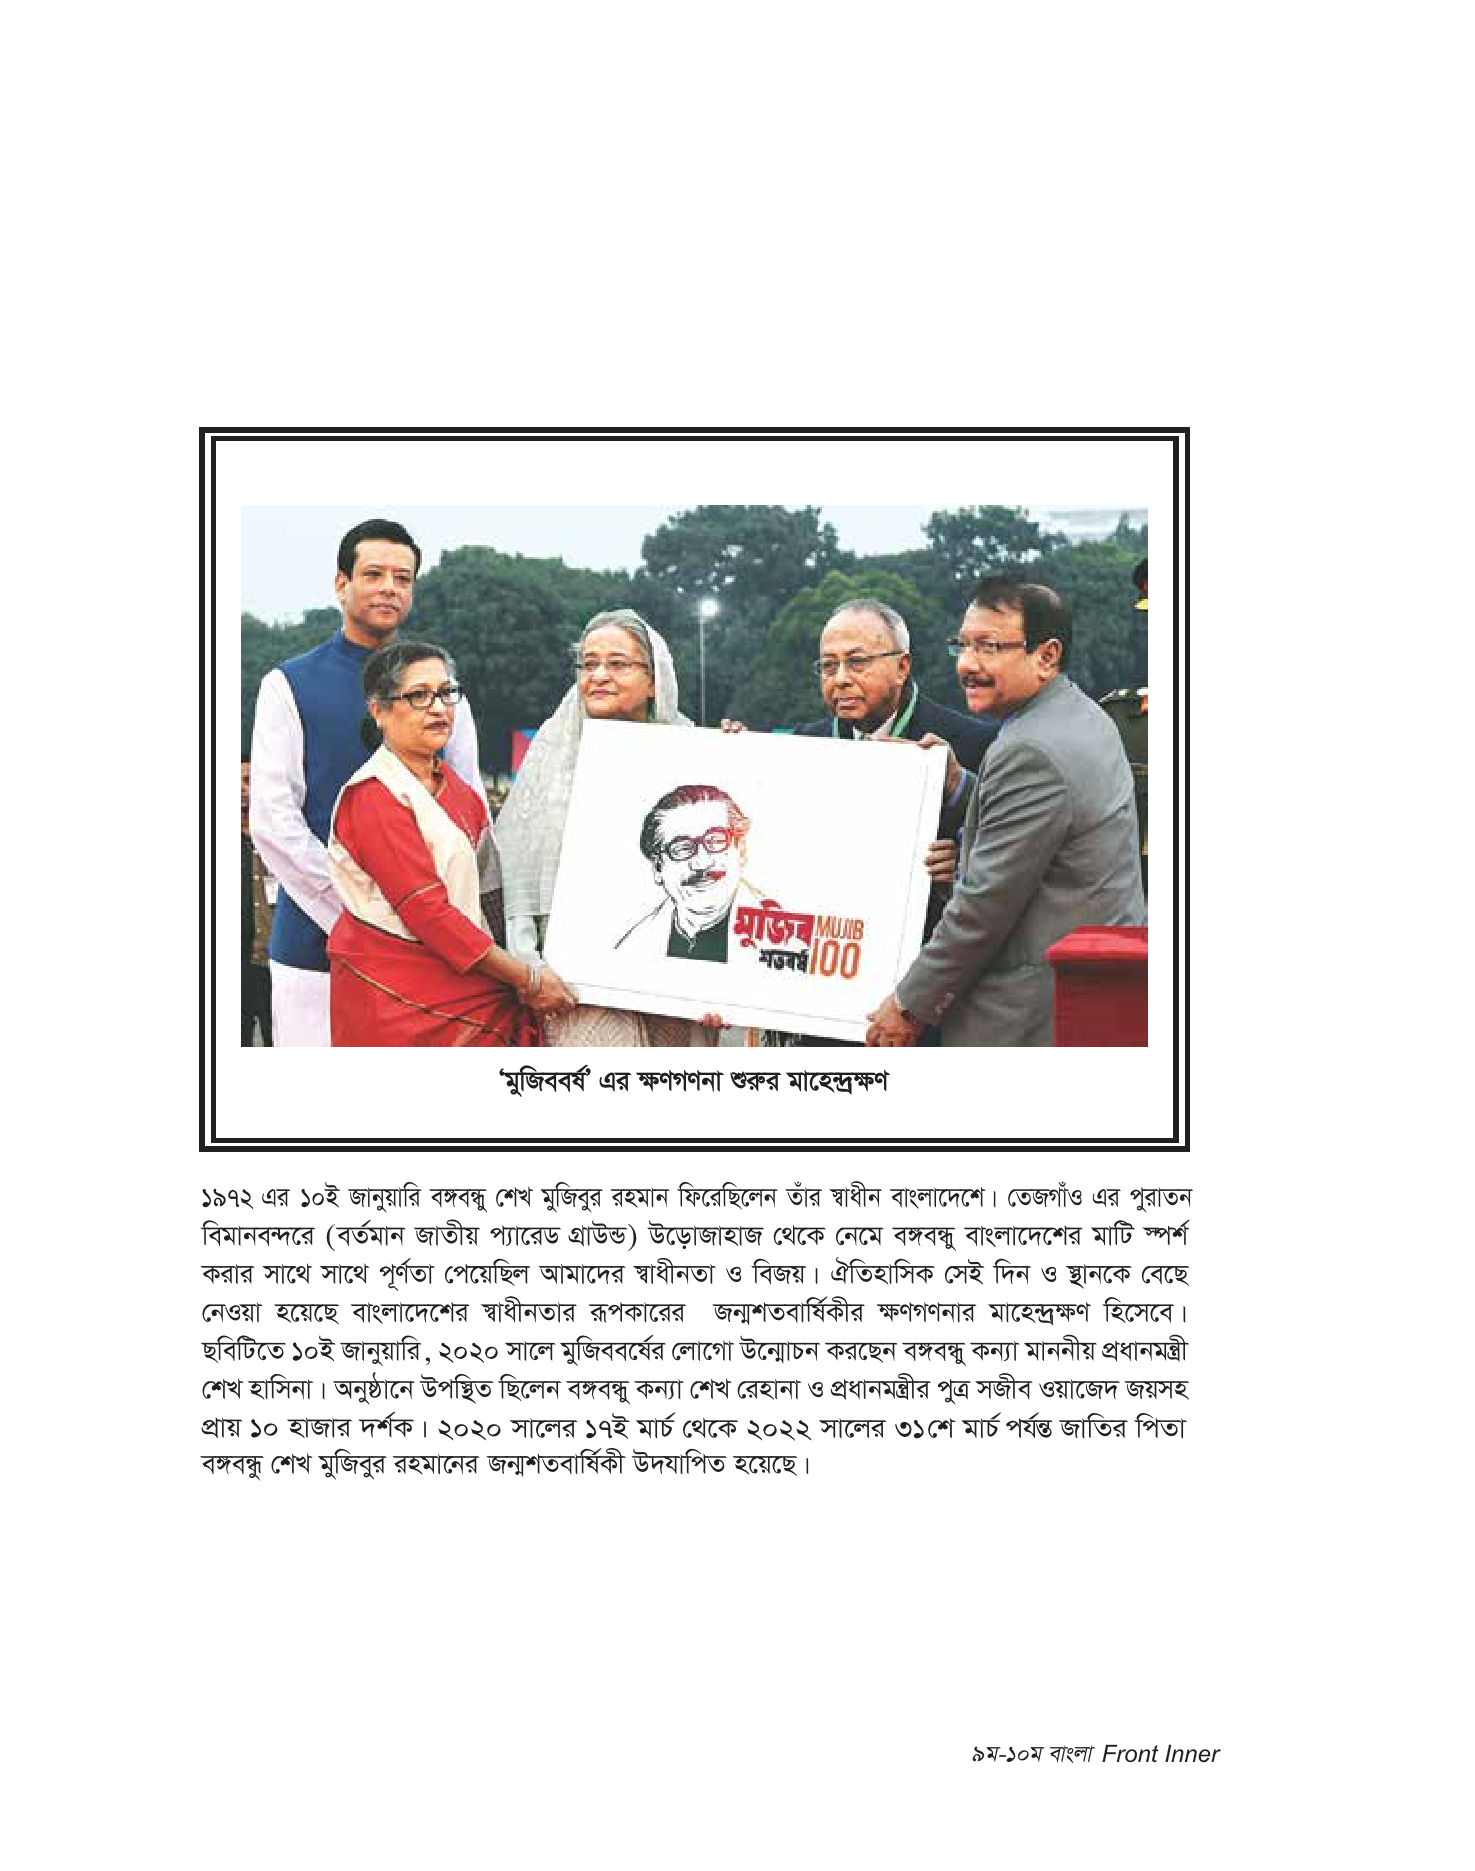 মুজিব MUJIB
শতবর্ষ 100
‘মুজিববর্ষ’ এর ক্ষণগণনা শুরুর মাহেন্দ্রক্ষণ
১৯৭২ এর ১০ই জানুয়ারি বঙ্গবন্ধু শেখ মুজিবুর রহমান ফিরেছিলেন তাঁর স্বাধীন বাংলাদেশে। তেজগাঁও এর পুরাতন
বিমানবন্দরে (বর্তমান জাতীয় প্যারেড গ্রাউন্ড) উড়োজাহাজ থেকে নেমে বঙ্গবন্ধু বাংলাদেশের মাটি স্পর্শ
করার সাথে সাথে পূর্ণতা পেয়েছিল আমাদের স্বাধীনতা ও বিজয়। ঐতিহাসিক সেই দিন ও স্থানকে বেছে
নেওয়া হয়েছে বাংলাদেশের স্বাধীনতার রূপকারের জন্মশতবার্ষিকীর ক্ষণগণনার মাহেন্দ্রক্ষণ হিসেবে।
ছবিটিতে ১০ই জানুয়ারি, ২০২০ সালে মুজিববর্ষের লোগো উন্মোচন করছেন বঙ্গবন্ধু কন্যা মাননীয় প্রধানমন্ত্রী
শেখ হাসিনা। অনুষ্ঠানে উপস্থিত ছিলেন বঙ্গবন্ধু কন্যা শেখ রেহানা ও প্রধানমন্ত্রীর পুত্র সজীব ওয়াজেদ জয়সহ
প্রায় ১০ হাজার দর্শক। ২০২০ সালের ১৭ই মার্চ থেকে ২০২২ সালের ৩১শে মার্চ পর্যন্ত জাতির পিতা
বঙ্গবন্ধু শেখ মুজিবুর রহমানের জন্মশতবার্ষিকী উদযাপিত হয়েছে।
৯ম-১০ম বাংলা Front Inner